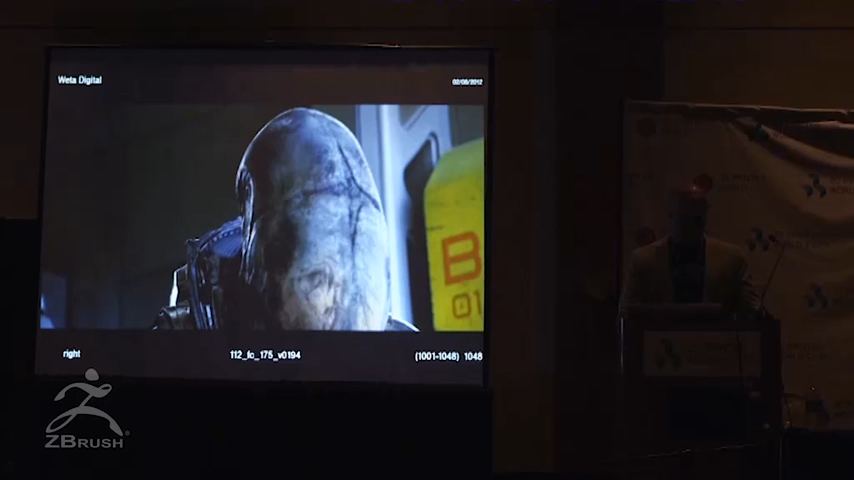 Weta Digital
02/08/2012
B
01
right
112_fc_175_v0194
(1001-1048) 1048
ZBRUSH